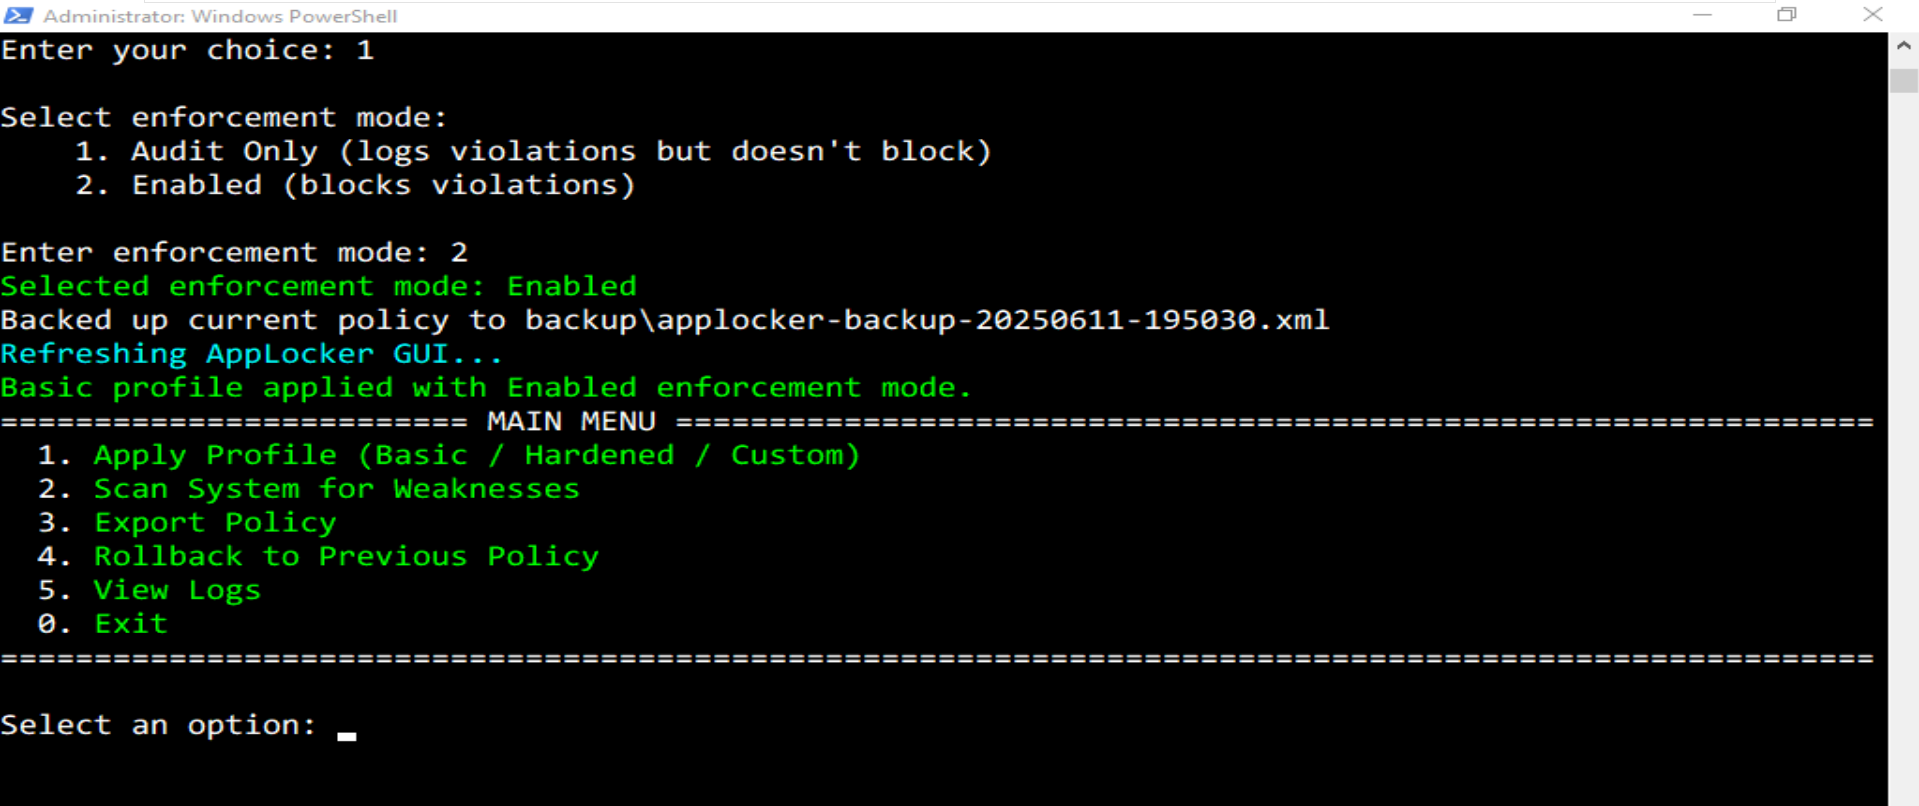 Administrator: Windows PowerShell
Enter your choice: 1
Select enforcement mode:
    1. Audit Only (logs violations but doesn't block)
    2. Enabled (blocks violations)
Enter enforcement mode: 2
Selected enforcement mode: Enabled
Backed up current policy to backup\applocker-backup-20250611-195030.xml
Refreshing AppLocker GUI...
Basic profile applied with Enabled enforcement mode.
========================= MAIN MENU ================================================================
  1. Apply Profile (Basic / Hardened / Custom)
  2. Scan System for Weaknesses
  3. Export Policy
  4. Rollback to Previous Policy
  5. View Logs
  0. Exit
====================================================================================================
Select an option: